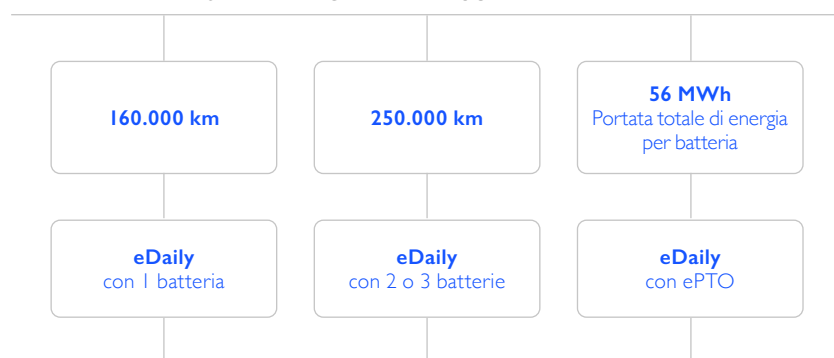 160.000 km
250.000 km
56 MWh
Portata totale di energia
per batteria
eDaily
con 1 batteria
eDaily
con 2 o 3 batterie
eDaily
con ePTO